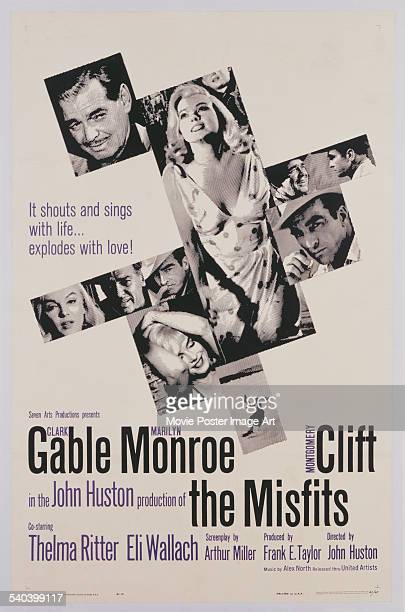 It shouts and sings
with life...
explodes with love!
gettyimages
Credit: Movie Poster Image Art
Seven Arts Productions presents
CLARK Gable MARILYN Monroe MONTGOMERY Clift
in the John Huston production of the Misfits
Co-starring Thelma Ritter Eli Wallach Screenplay by Arthur Miller Produced by Frank E. Taylor Directed by John Huston
Music by Alex North Released thru United Artists
540399117